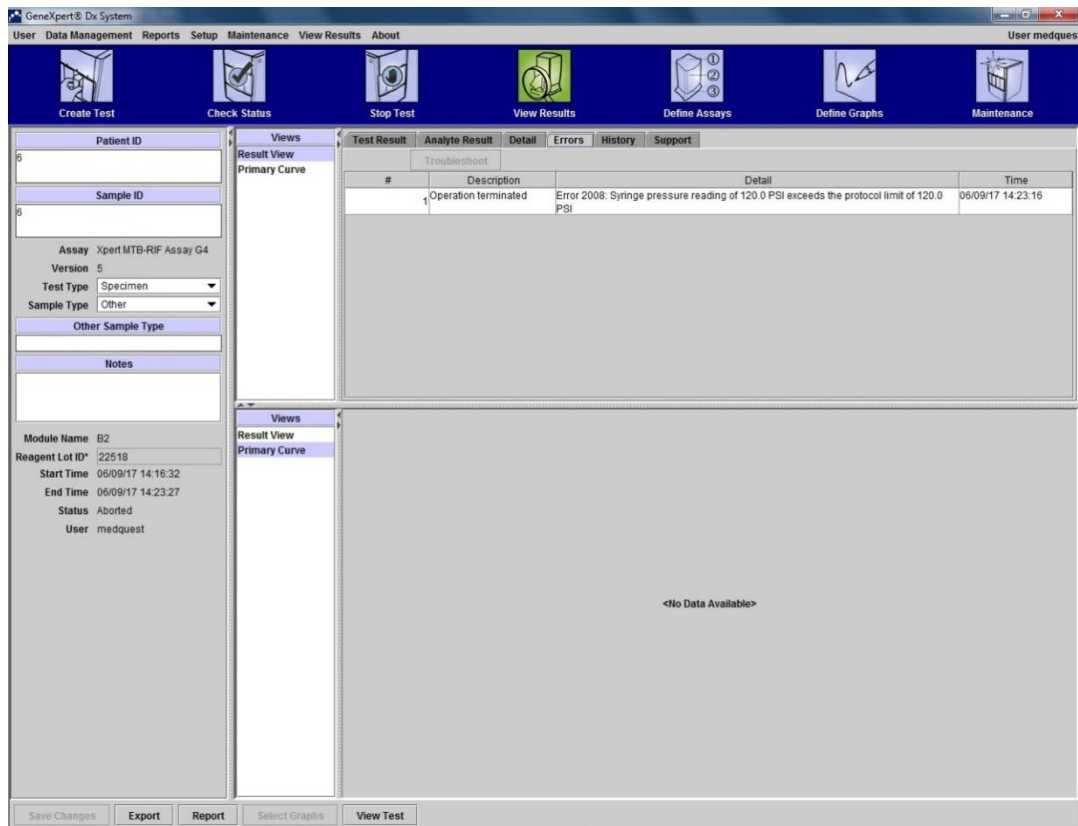 GeneXpert® Dx System
User Data Management Reports Setup Maintenance View Results About User medques
Create Test Check Status Stop Test View Results Define Assays Define Graphs Maintenance
1
2
3
Patient ID
6
Sample ID
6
Assay Xpert MTB-RIF Assay G4
Version 5
Test Type Specimen
Sample Type Other
Other Sample Type
Notes
Module Name B2
Reagent Lot ID* 22518
Start Time 06/09/17 14:16:32
End Time 06/09/17 14:23:27
Status Aborted
User medquest
Views
Result View
Primary Curve
Test Result Analyte Result Detail Errors History Support
Troubleshoot
# Description Detail Time
1 Operation terminated Error 2008: Syringe pressure reading of 120.0 PSI exceeds the protocol limit of 120.0 06/09/17 14:23:16
PSI
Views
Result View
Primary Curve
<No Data Available>
Save Changes Export Report Select Graphs View Test